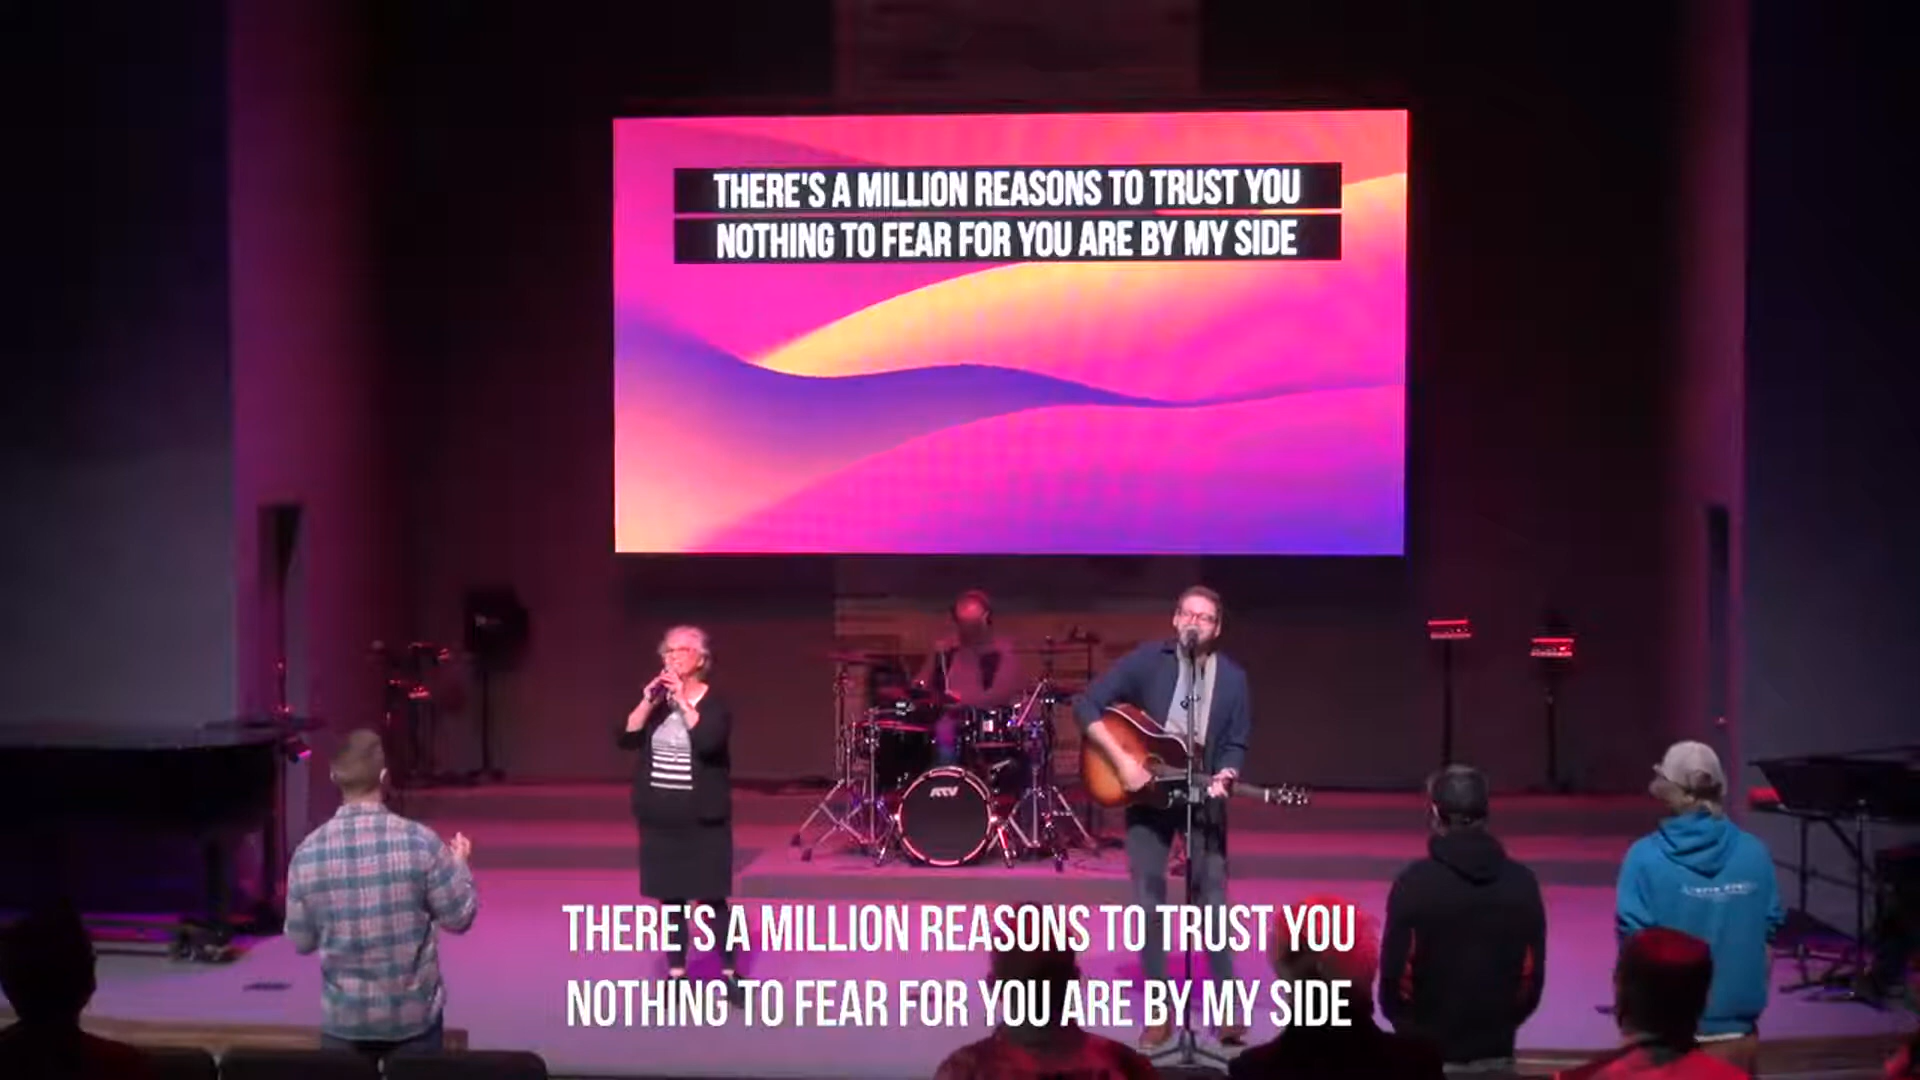 THERE'S A MILLION REASONS TO TRUST YOU
NOTHING TO FEAR FOR YOU ARE BY MY SIDE
ATV
THERE'S A MILLION REASONS TO TRUST YOU
NOTHING TO FEAR FOR YOU ARE BY MY SIDE